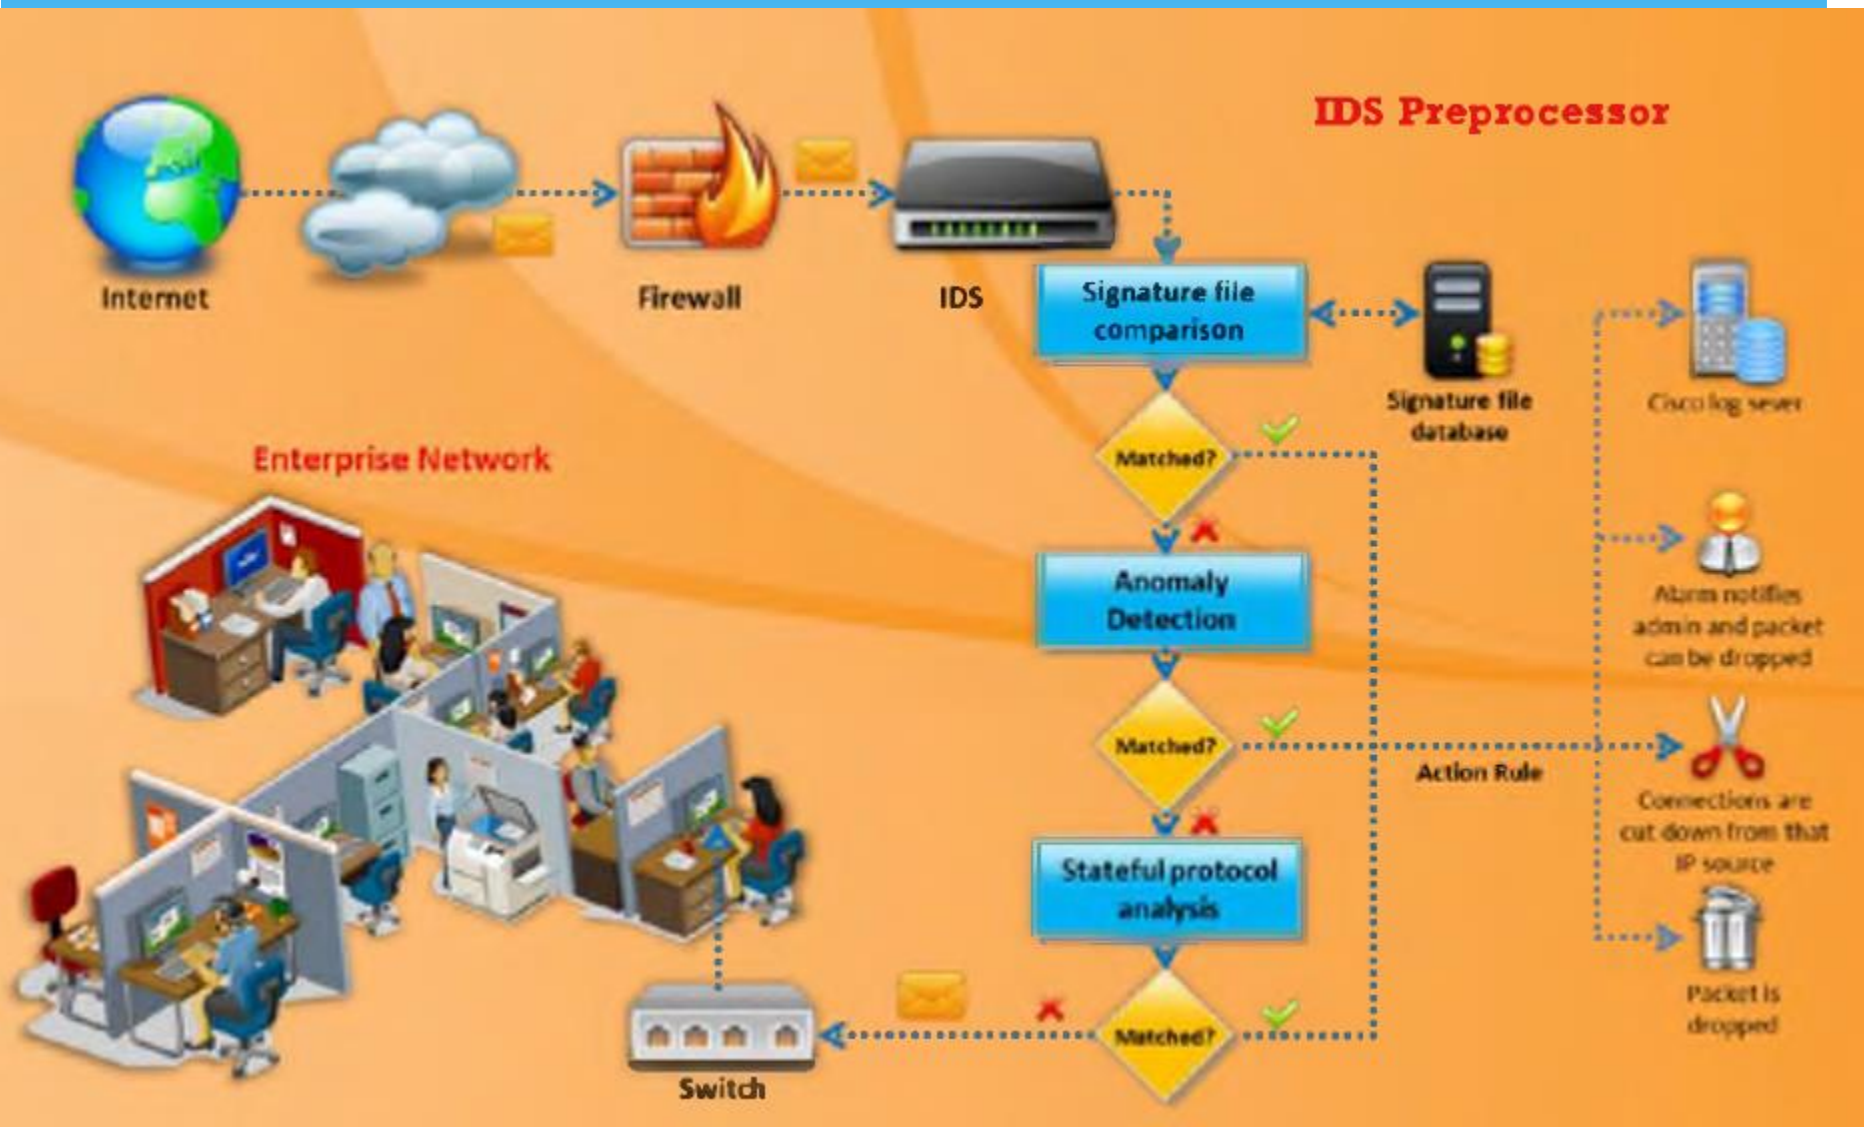 IDS Preprocessor
Internet
Firewall
IDS
Signature file
comparison
Signature file
database
Cisco log sever
Matched?
Enterprise Network
Anomaly
Detection
Alarm notifies
admin and packet
can be dropped
Matched?
Action Rule
Connections are
cut down from that
IP source
Stateful protocol
analysis
Packet is
dropped
Matched?
Switch